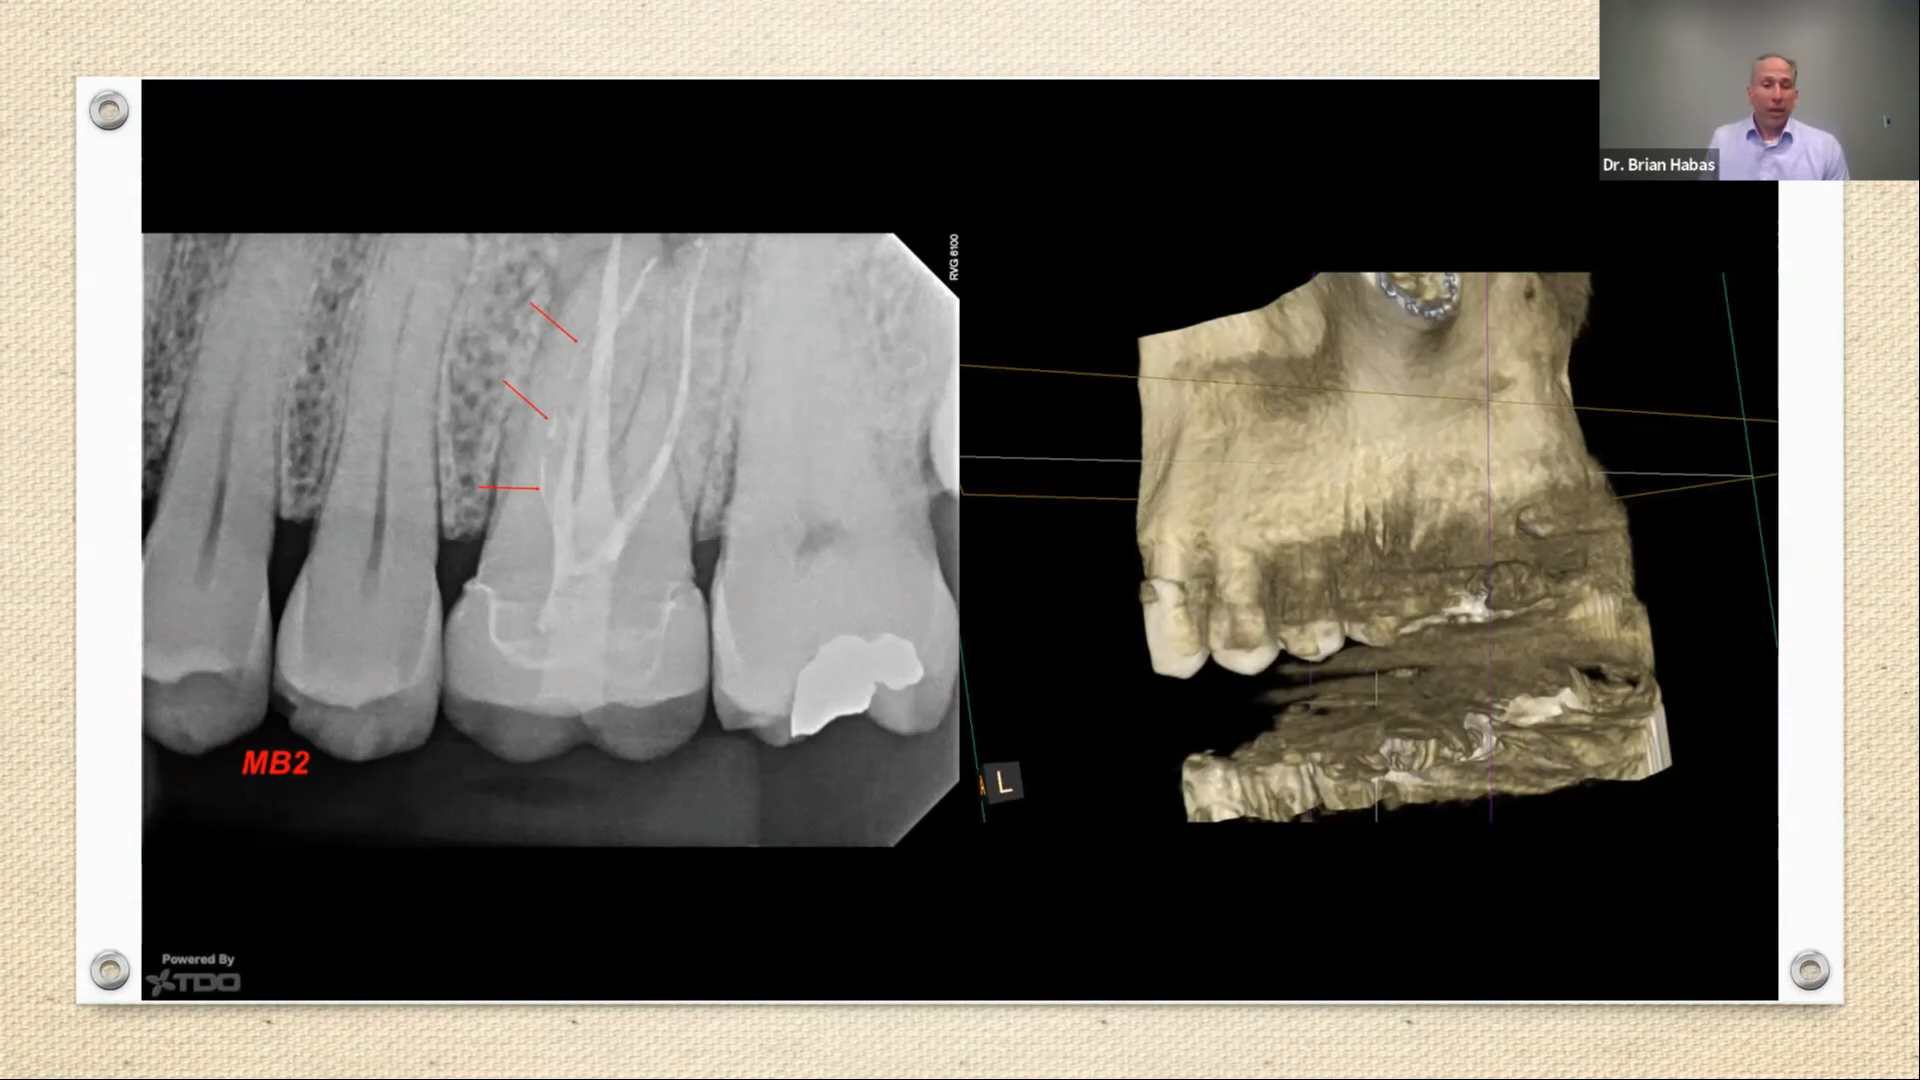 Dr. Brian Habas
RVG 6100
MB2
L
Powered By
TDO